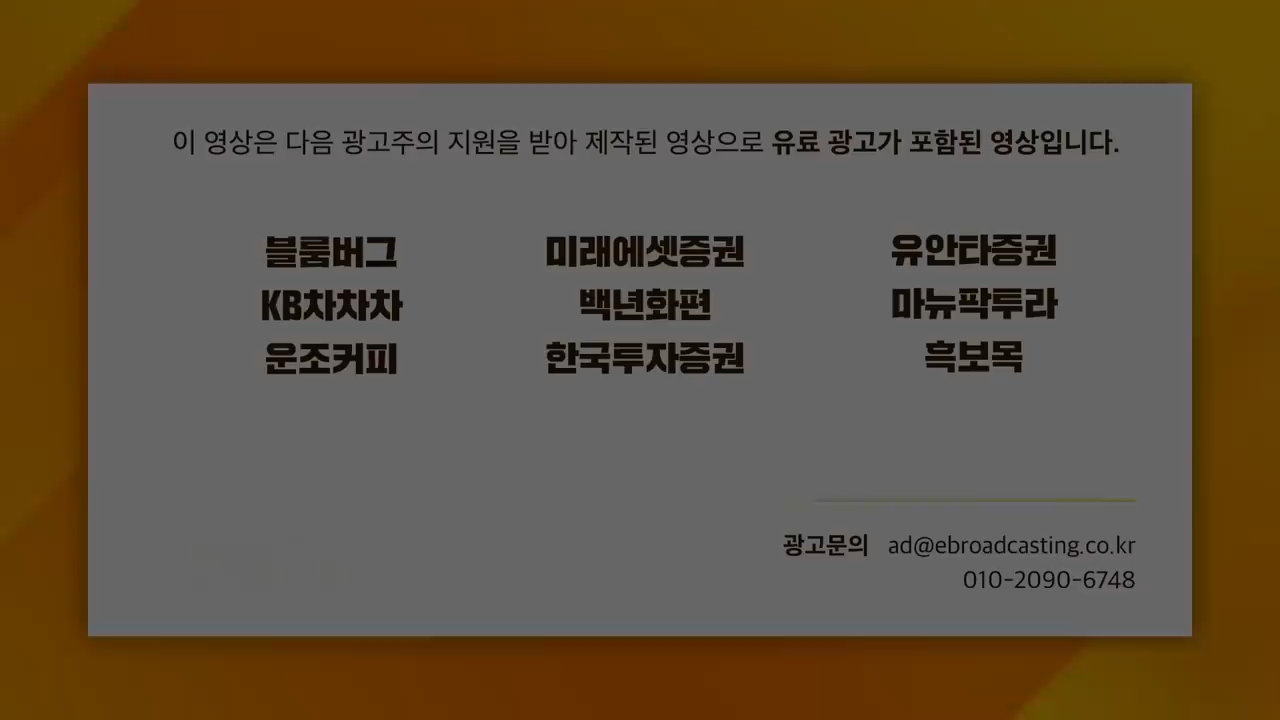 이 영상은 다음 광고주의 지원을 받아 제작된 영상으로 유료 광고가 포함된 영상입니다.
블룸버그 미래에셋증권 유안타증권
KB차차차 백년화편 마뉴팍투라
운조커피 한국투자증권 흑보목
광고문의 ad@ebroadcasting.co.kr
010-2090-6748